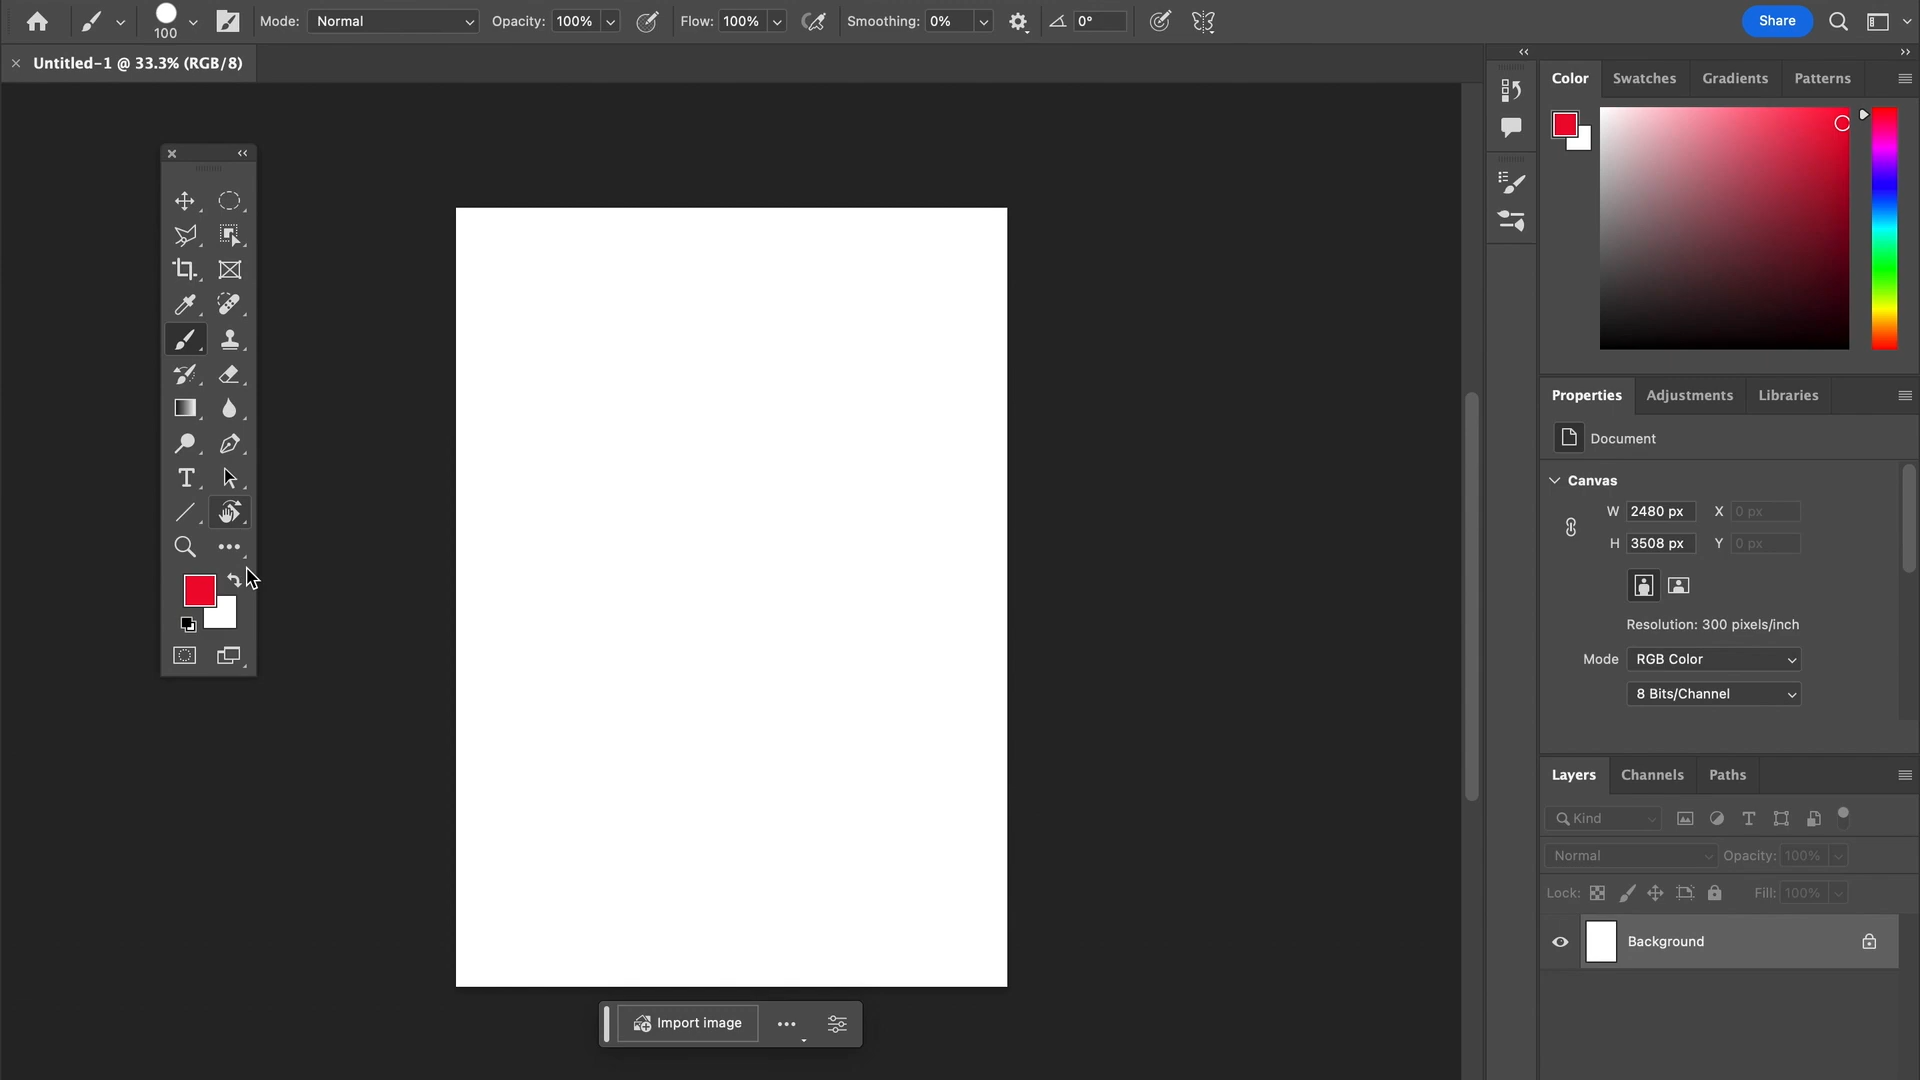 100
Mode: Normal
Opacity: 100%
Flow: 100%
Smoothing: 0%
0°
Share
Untitled-1 @ 33.3% (RGB/8)
Color Swatches Gradients Patterns
Properties Adjustments Libraries
Document
Canvas
W 2480 px X 0 px
H 3508 px Y 0 px
Resolution: 300 pixels/inch
Mode RGB Color
8 Bits/Channel
Layers Channels Paths
Kind
Normal Opacity: 100%
Lock: Fill: 100%
Background
Import image